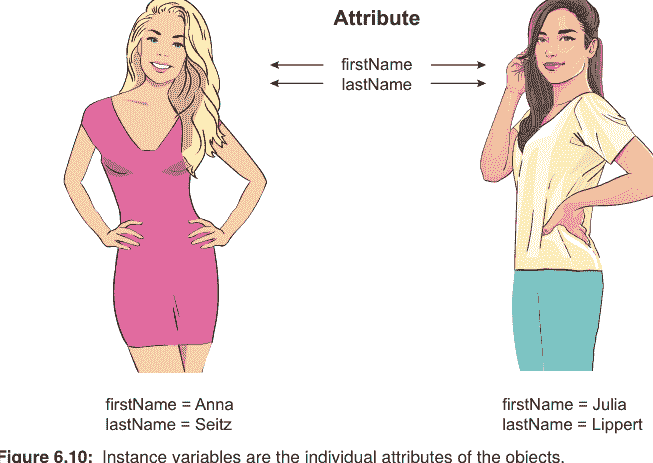 Attribute
firstName
lastName
firstName = Anna
lastName = Seitz
firstName = Julia
lastName = Lippert
Figure 6.10: Instance variables are the individual attributes of the objects.